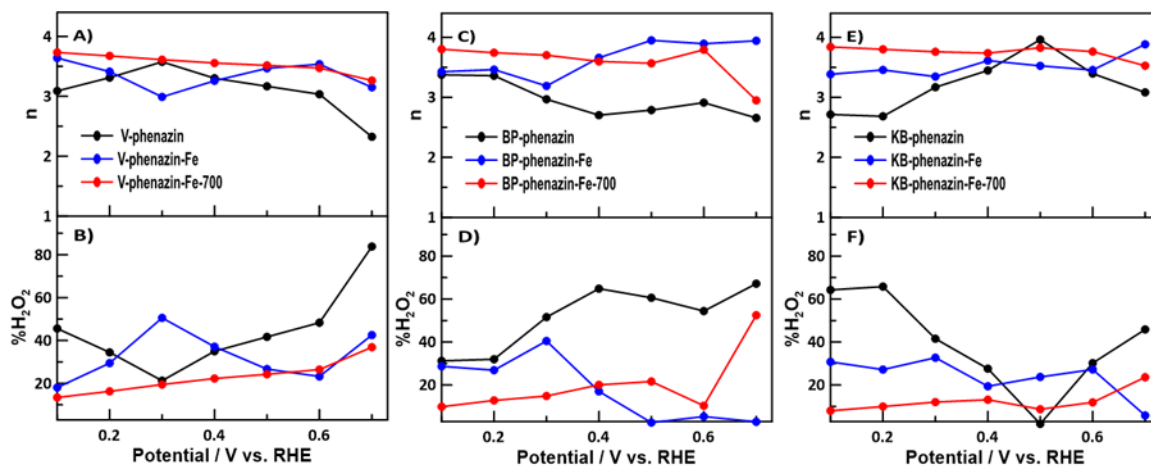 A)
4
3
2
1
n
V-phenazin
V-phenazin-Fe
V-phenazin-Fe-700
B)
80
60
40
20
%H₂O₂
0.2
0.4
0.6
Potential / V vs. RHE
C)
4
3
2
1
n
BP-phenazin
BP-phenazin-Fe
BP-phenazin-Fe-700
D)
80
60
40
20
%H₂O₂
0.2
0.4
0.6
Potential / V vs. RHE
E)
4
3
2
1
n
KB-phenazin
KB-phenazin-Fe
KB-phenazin-Fe-700
F)
80
60
40
20
%H₂O₂
0.2
0.4
0.6
Potential / V vs. RHE